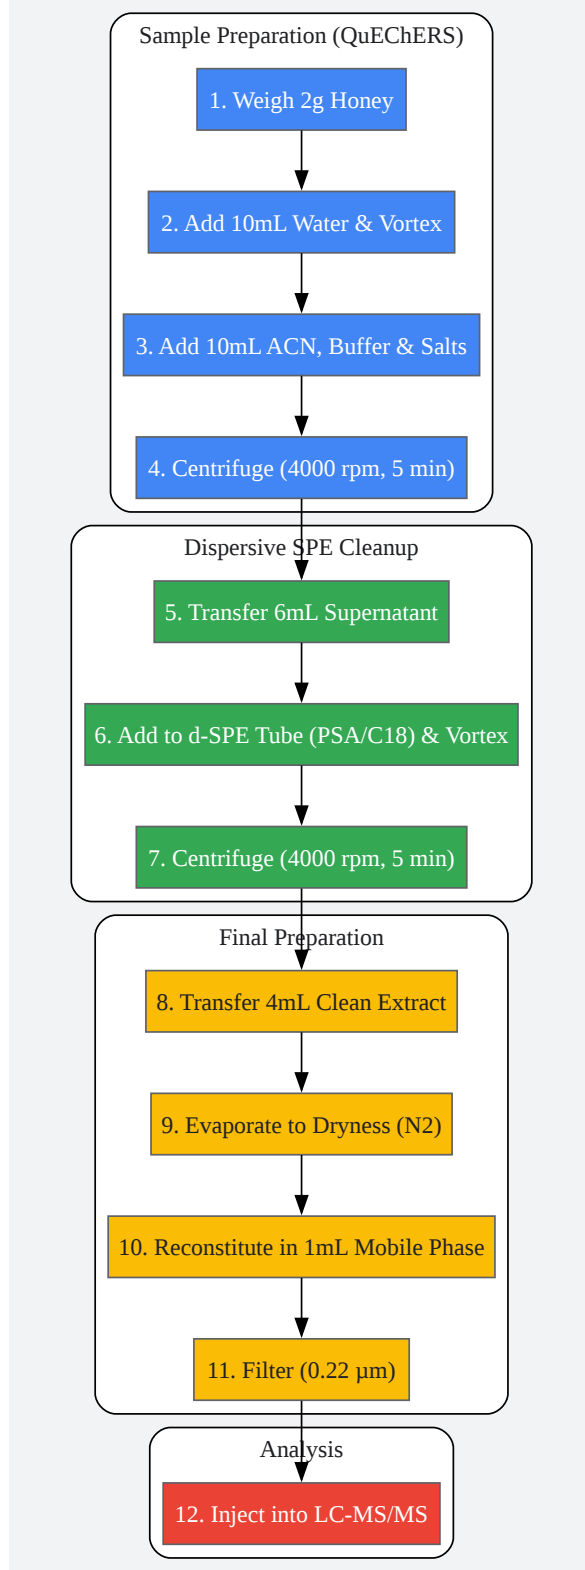 Sample Preparation (QuEChERS)
1. Weigh 2g Honey
2. Add 10mL Water & Vortex
3. Add 10mL ACN, Buffer & Salts
4. Centrifuge (4000 rpm, 5 min)
Dispersive SPE Cleanup
5. Transfer 6mL Supernatant
6. Add to d-SPE Tube (PSA/C18) & Vortex
7. Centrifuge (4000 rpm, 5 min)
Final Preparation
8. Transfer 4mL Clean Extract
9. Evaporate to Dryness (N2)
10. Reconstitute in 1mL Mobile Phase
11. Filter (0.22 µm)
Analysis
12. Inject into LC-MS/MS